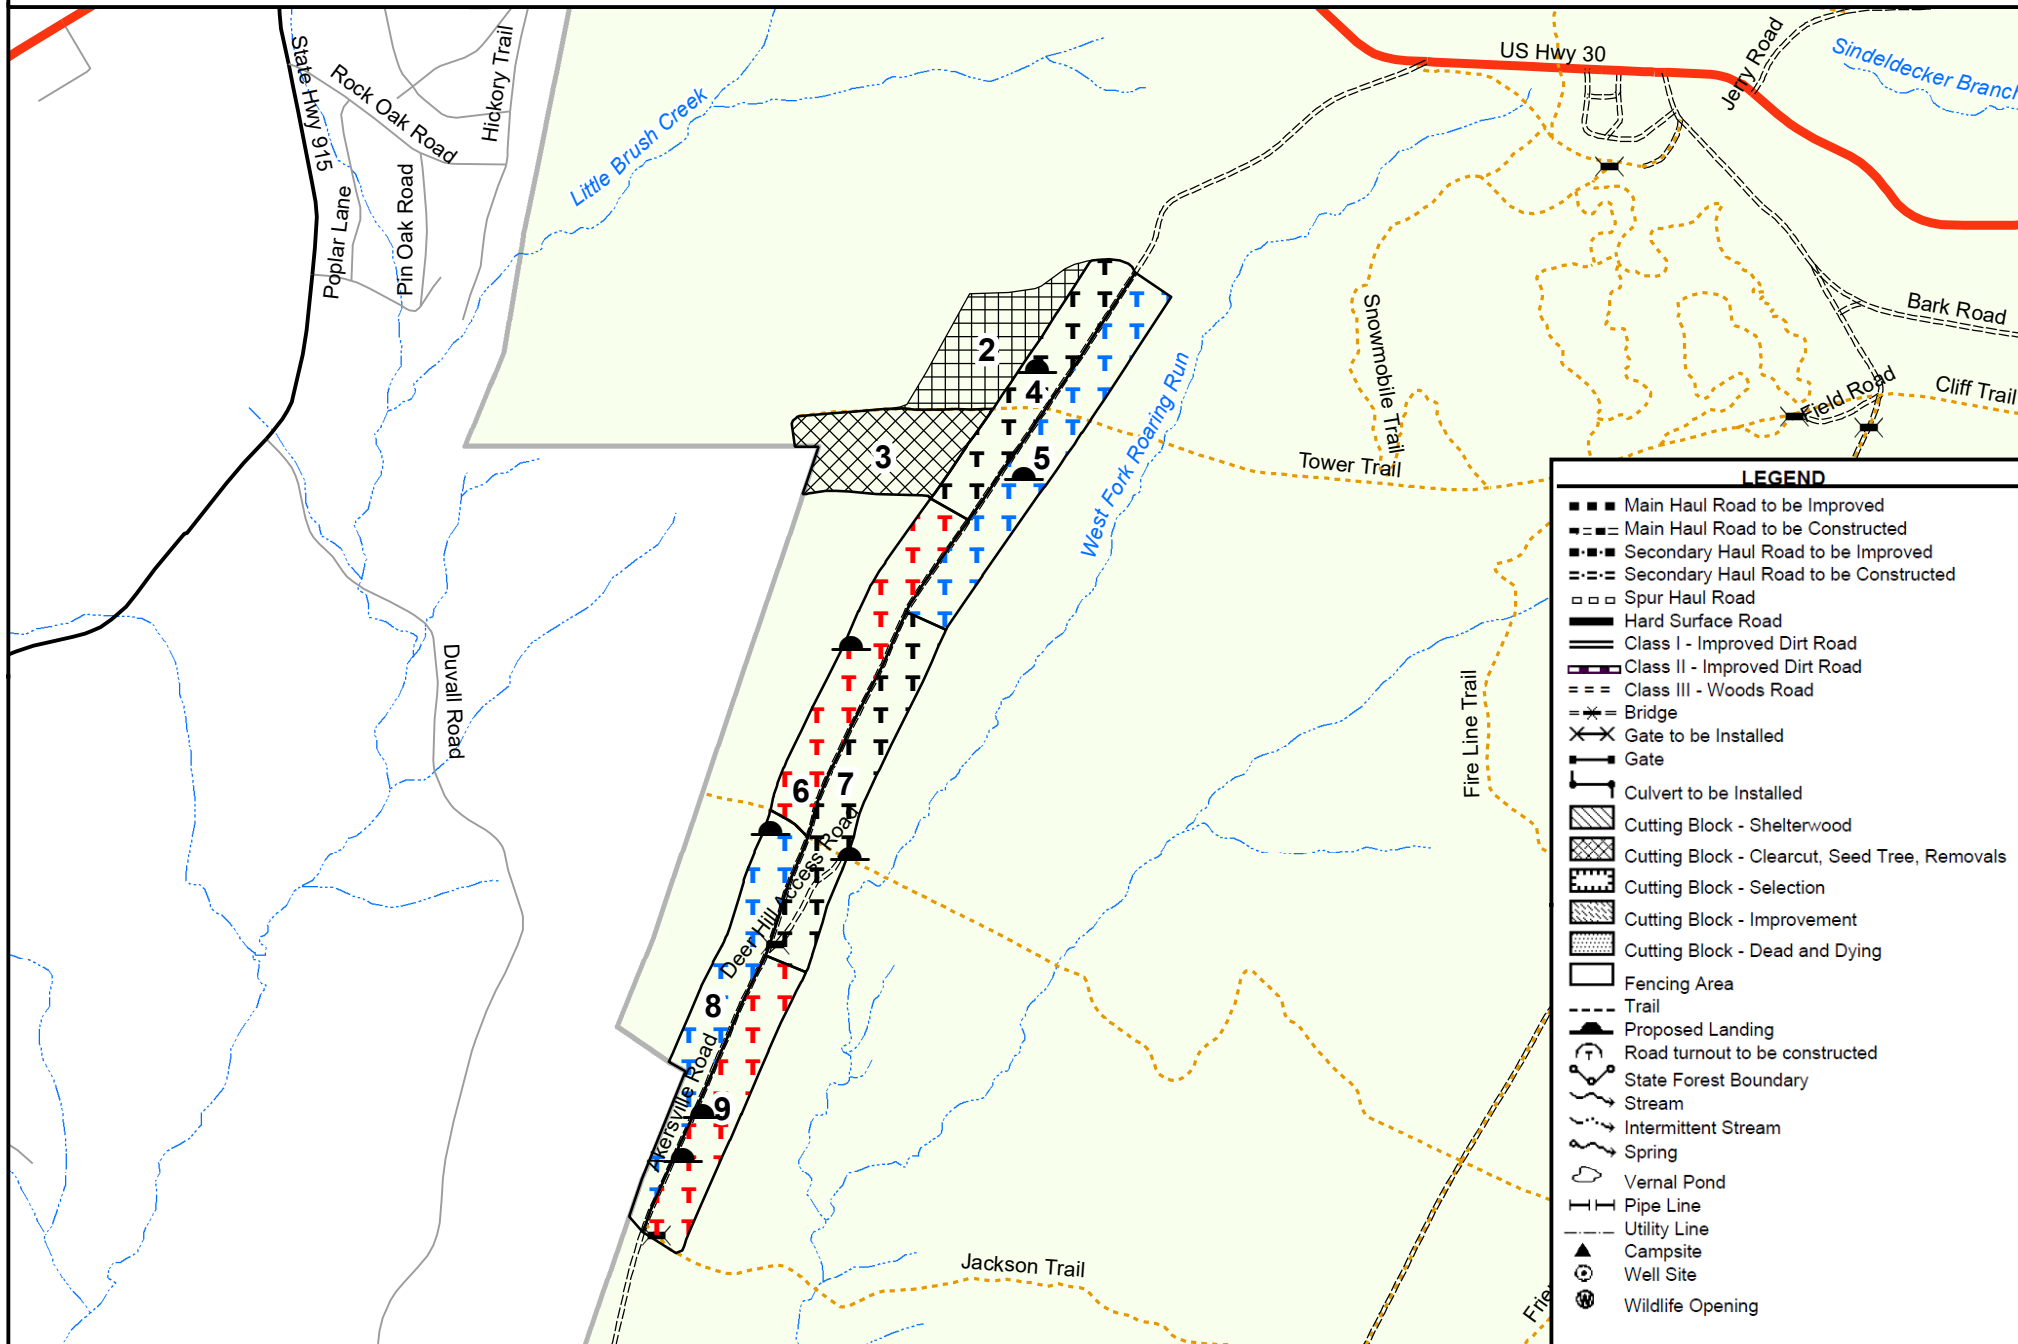 State Hwy 915
Rock Oak Road
Hickory Trail
Poplar Lane
Pin Oak Road
Little Brush Creek
US Hwy 30
Jerry Road
Sindeldecker Branch
Bark Road
Field Road
Cliff Trail
Snowmobile Trail
Tower Trail
West Fork Roaring Run
2
3
4
5
6
7
8
9
Duvall Road
Fire Line Trail
Deer Hill Access Road
Akersville Road
Jackson Trail
Frie
LEGEND
Main Haul Road to be Improved
Main Haul Road to be Constructed
Secondary Haul Road to be Improved
Secondary Haul Road to be Constructed
Spur Haul Road
Hard Surface Road
Class I - Improved Dirt Road
Class II - Improved Dirt Road
Class III - Woods Road
Bridge
Gate to be Installed
Gate
Culvert to be Installed
Cutting Block - Shelterwood
Cutting Block - Clearcut, Seed Tree, Removals
Cutting Block - Selection
Cutting Block - Improvement
Cutting Block - Dead and Dying
Fencing Area
Trail
Proposed Landing
Road turnout to be constructed
State Forest Boundary
Stream
Intermittent Stream
Spring
Vernal Pond
Pipe Line
Utility Line
Campsite
Well Site
Wildlife Opening